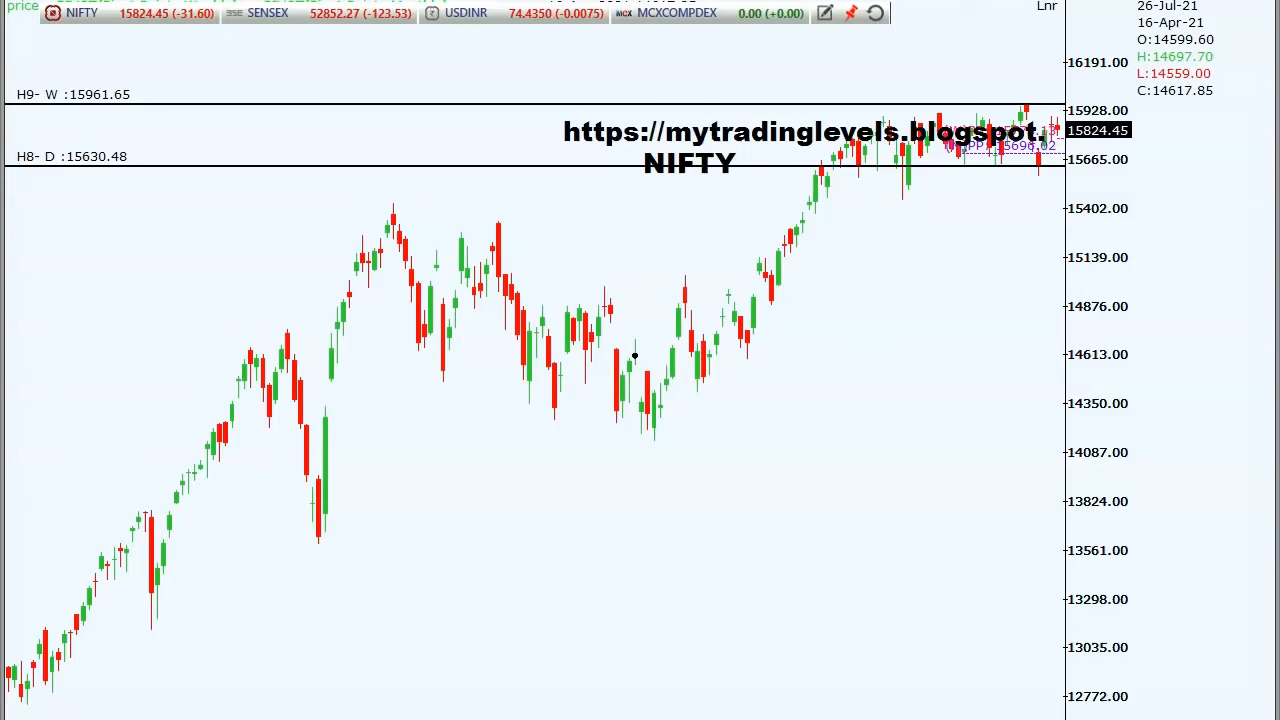 price
NIFTY 15824.45 (-31.60) BSE SENSEX 52852.27 (-123.53) USDINR 74.4350 (-0.0075) MCX MCXCOMPDEX 0.00 (+0.00)
Lnr
26-Jul-21
16-Apr-21
O:14599.60
H:14697.70
L:14559.00
C:14617.85
H9- W :15961.65
H8- D :15630.48
https://mytradinglevels.blogspot.
NIFTY
16191.00
15928.00
15824.45
15665.00
15402.00
15139.00
14876.00
14613.00
14350.00
14087.00
13824.00
13561.00
13298.00
13035.00
12772.00